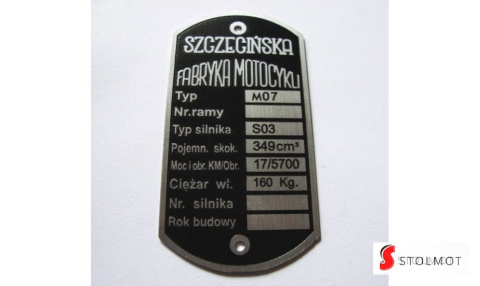 SZCZECIŃSKA
FABRYKA MOTOCYKLI
Typ M07
Nr.ramy
Typ silnika S03
Pojemn. skok. 349cm³
Moc i obr. KM/Obr. 17/5700
Ciężar wł. 160 Kg.
Nr. silnika
Rok budowy
STOLMOT